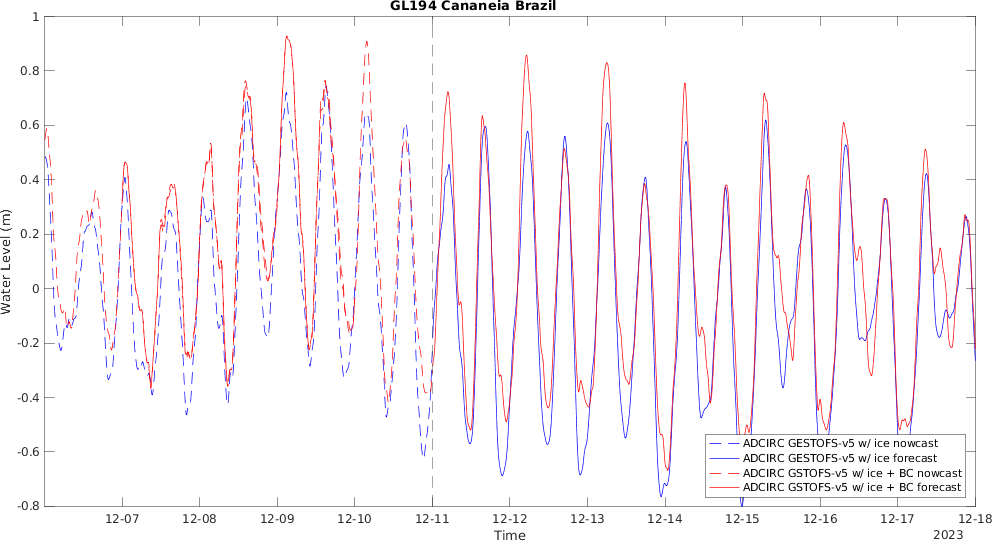 GL194 Cananeia Brazil
1
0.8
0.6
0.4
0.2
0
-0.2
-0.4
-0.6
-0.8
Water Level (m)
ADCIRC GESTOFS-v5 w/ ice nowcast
ADCIRC GESTOFS-v5 w/ ice forecast
ADCIRC GSTOFS-v5 w/ ice + BC nowcast
ADCIRC GSTOFS-v5 w/ ice + BC forecast
12-07 12-08 12-09 12-10 12-11 12-12 12-13 12-14 12-15 12-16 12-17 12-18
Time
2023